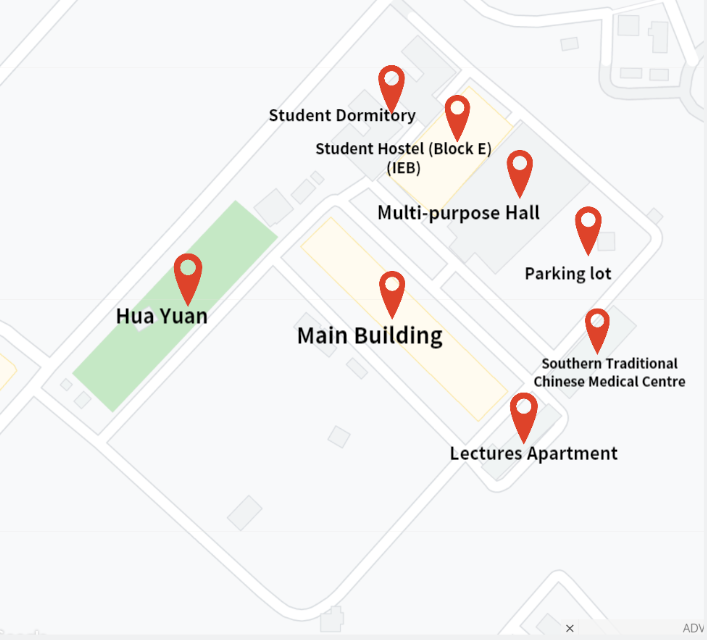 Student Dormitory
Student Hostel (Block E)
(IEB)
Multi-purpose Hall
Parking lot
Hua Yuan
Main Building
Southern Traditional
Chinese Medical Centre
Lectures Apartment
× ADV